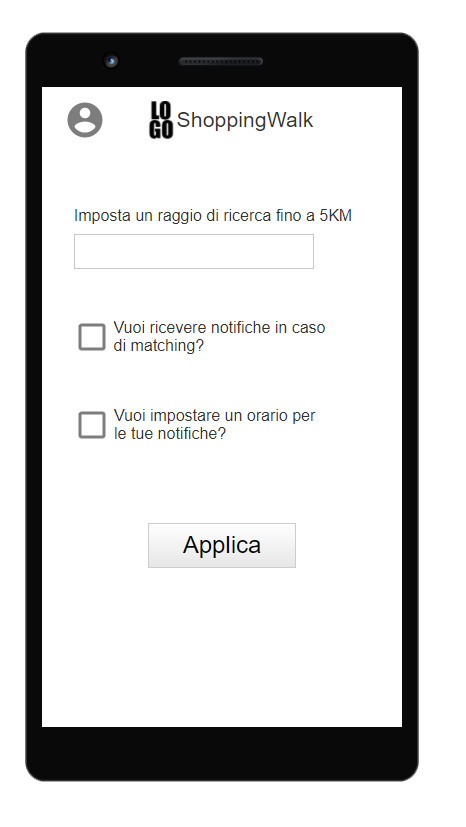 LO
GO
ShoppingWalk
Imposta un raggio di ricerca fino a 5KM
Vuoi ricevere notifiche in caso
di matching?
Vuoi impostare un orario per
le tue notifiche?
Applica